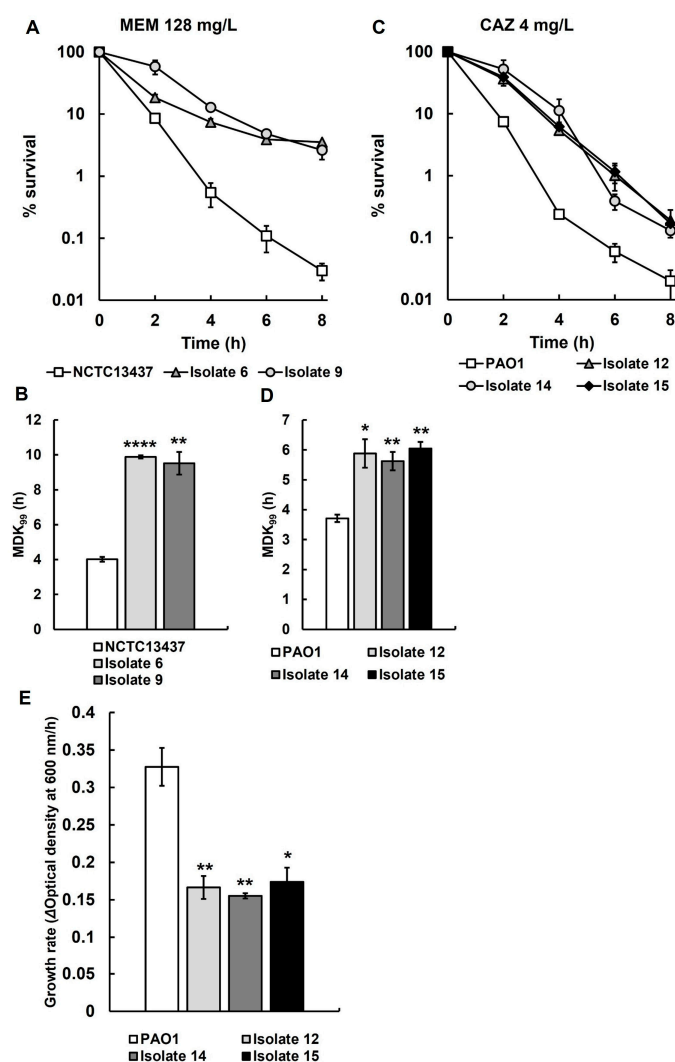 A
MEM 128 mg/L
% survival
100
10
1
0.1
0.01
0 2 4 6 8
Time (h)
NCTC13437 Isolate 6 Isolate 9
C
CAZ 4 mg/L
% survival
100
10
1
0.1
0.01
0 2 4 6 8
Time (h)
PAO1 Isolate 12
Isolate 14 Isolate 15
B
MDK99 (h)
12
10
8
6
4
2
0
**** **
NCTC13437
Isolate 6
Isolate 9
D
MDK99 (h)
7
6
5
4
3
2
1
0
* ** **
PAO1 Isolate 12
Isolate 14 Isolate 15
E
Growth rate (ΔOptical density at 600 nm/h)
0.4
0.35
0.3
0.25
0.2
0.15
0.1
0.05
0
** ** *
PAO1 Isolate 12
Isolate 14 Isolate 15